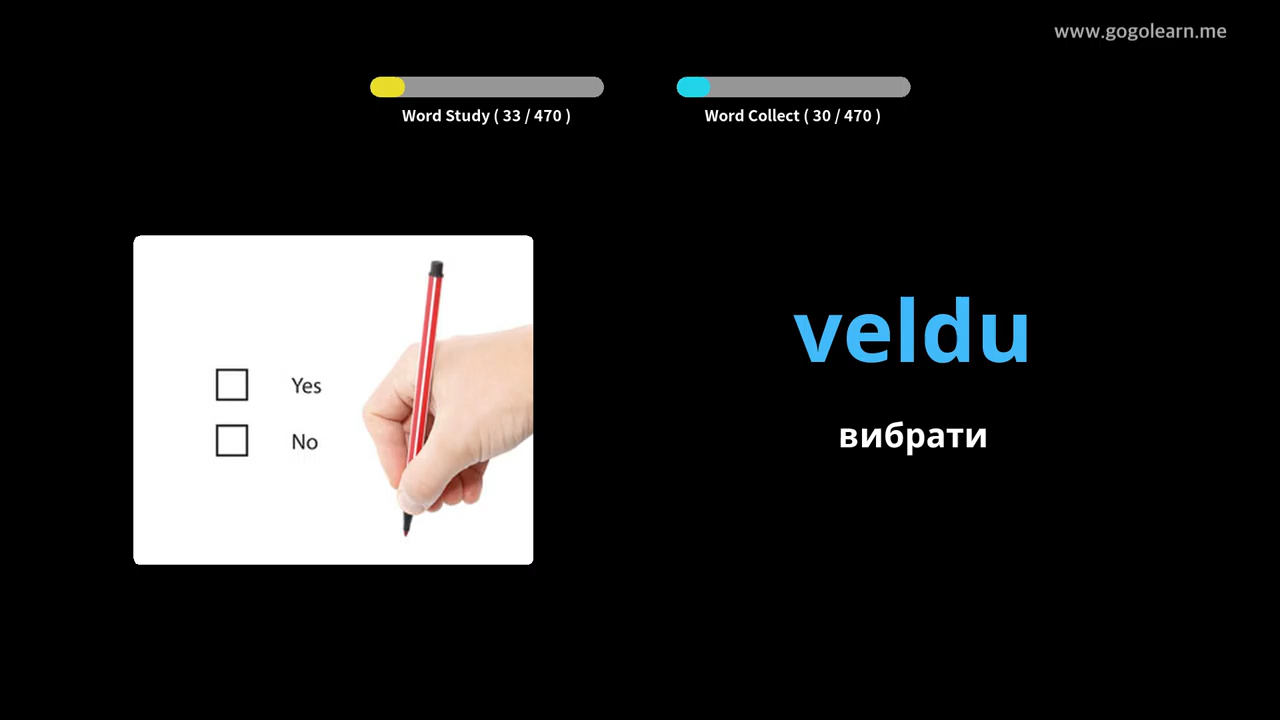 www.gogolearn.me
Word Study ( 33 / 470 )
Word Collect ( 30 / 470 )
Yes
No
veldu
вибрати